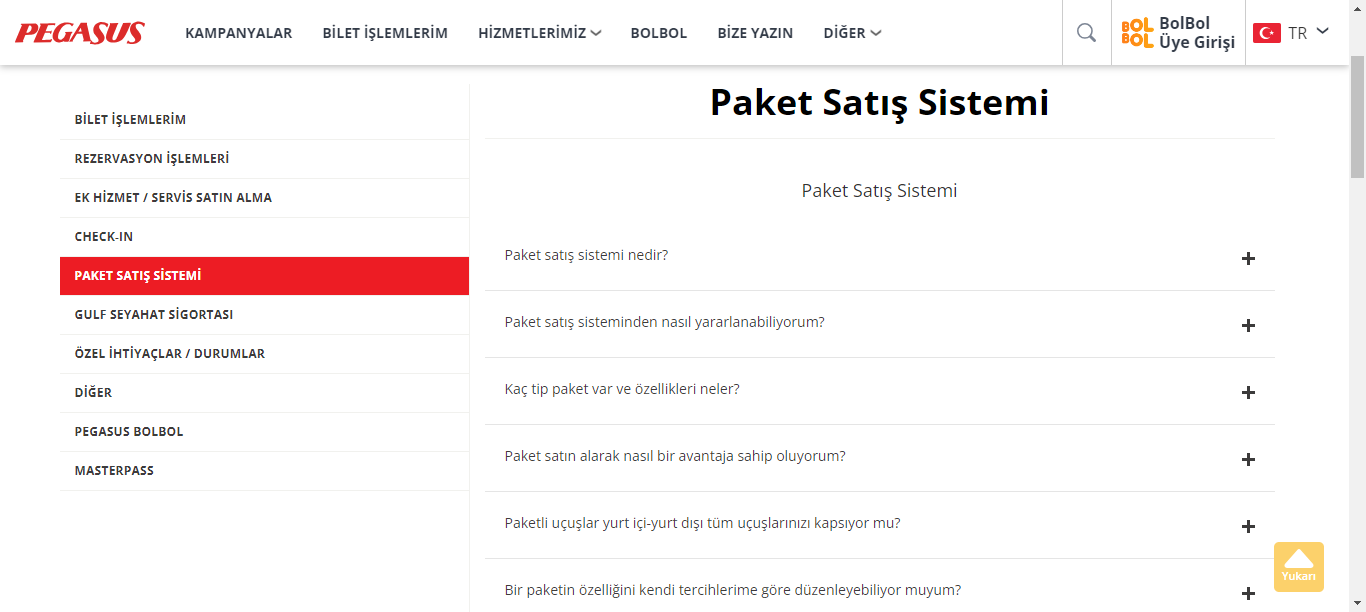 PEGASUS
KAMPANYALAR
BİLET İŞLEMLERİM
HİZMETLERİMİZ
BOLBOL
BİZE YAZIN
DİĞER
BOL
BOL
BolBol
Üye Girişi
TR
BİLET İŞLEMLERİM
REZERVASYON İŞLEMLERİ
EK HİZMET / SERVİS SATIN ALMA
CHECK-IN
PAKET SATIŞ SİSTEMİ
GULF SEYAHAT SİGORTASI
ÖZEL İHTİYAÇLAR / DURUMLAR
DİĞER
PEGASUS BOLBOL
MASTERPASS
Paket Satış Sistemi
Paket Satış Sistemi
Paket satış sistemi nedir?
Paket satış sisteminden nasıl yararlanabiliyorum?
Kaç tip paket var ve özellikleri neler?
Paket satın alarak nasıl bir avantaja sahip oluyorum?
Paketli uçuşlar yurt içi-yurt dışı tüm uçuşlarınızı kapsıyor mu?
Bir paketin özelliğini kendi tercihlerime göre düzenleyebiliyor muyum?
Yukarı